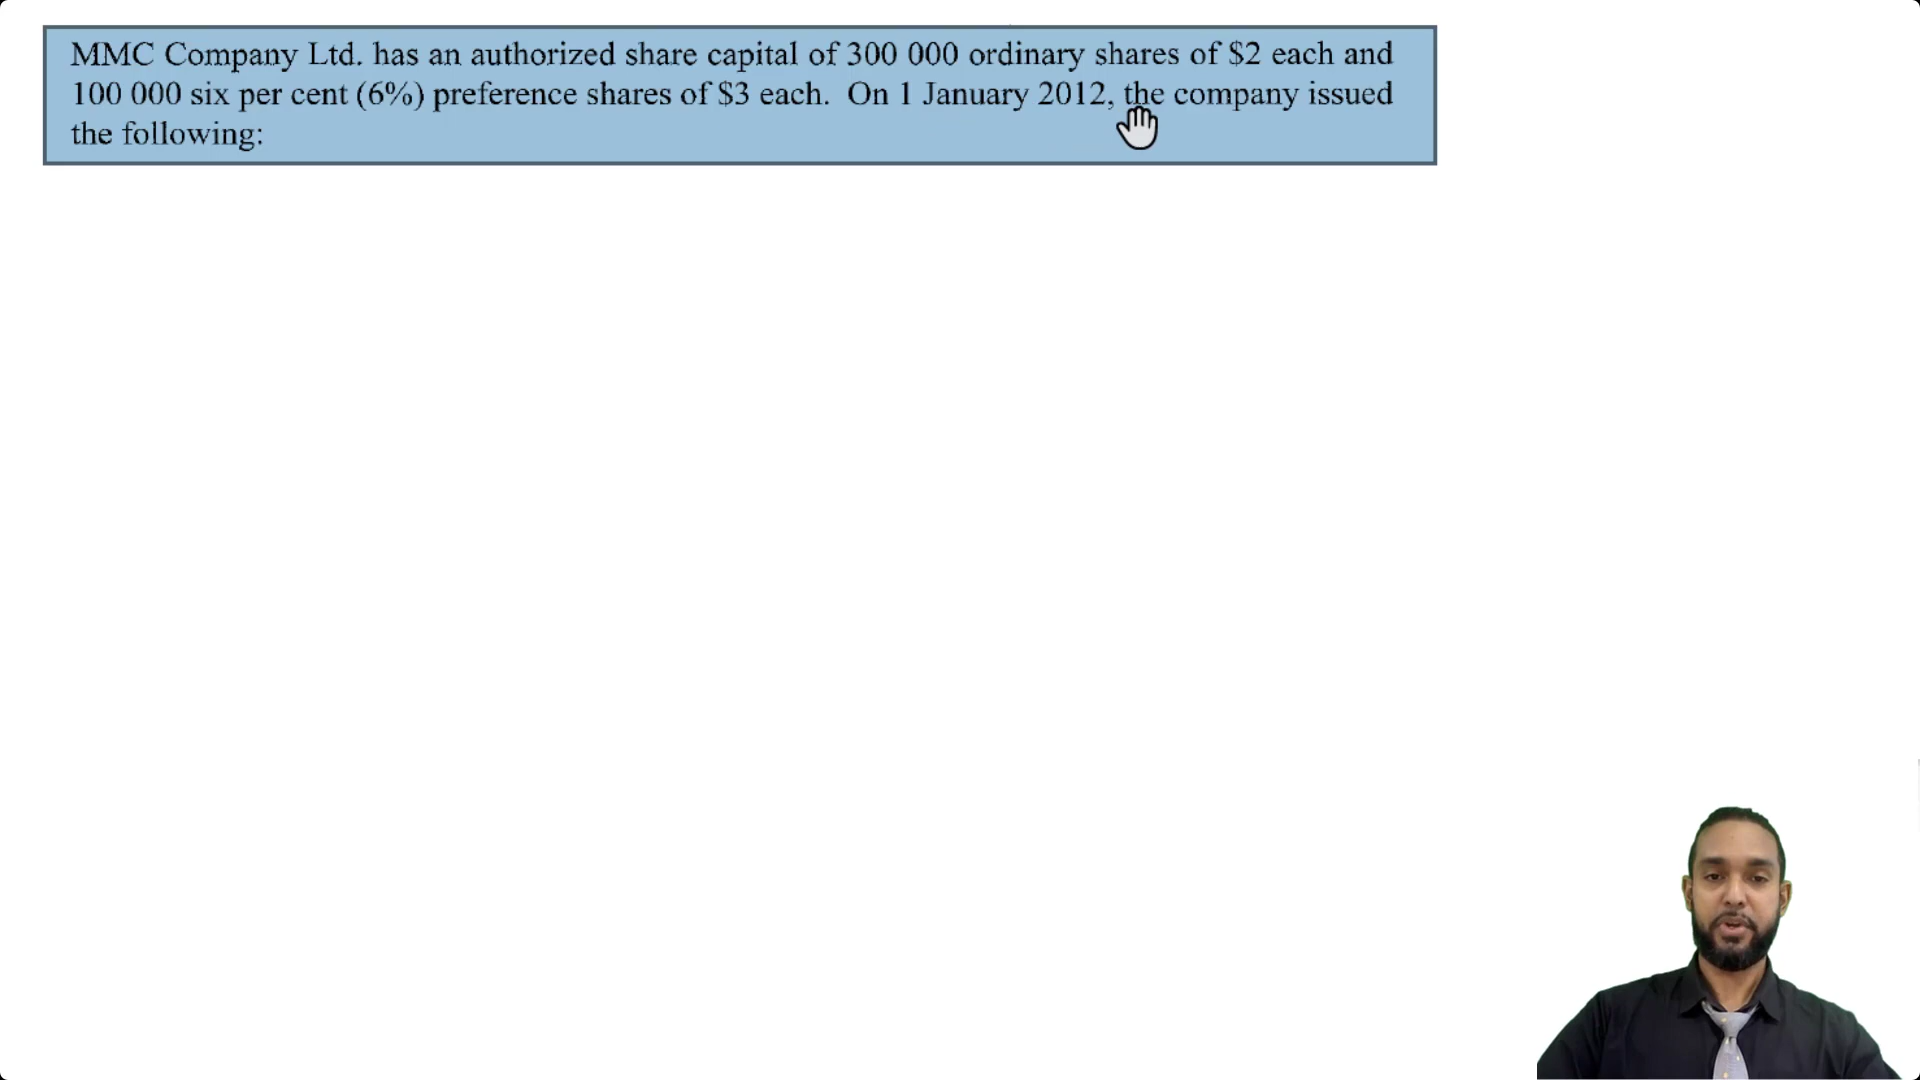 MMC Company Ltd. has an authorized share capital of 300 000 ordinary shares of $2 each and
100 000 six per cent (6%) preference shares of $3 each. On 1 January 2012, the company issued
the following: